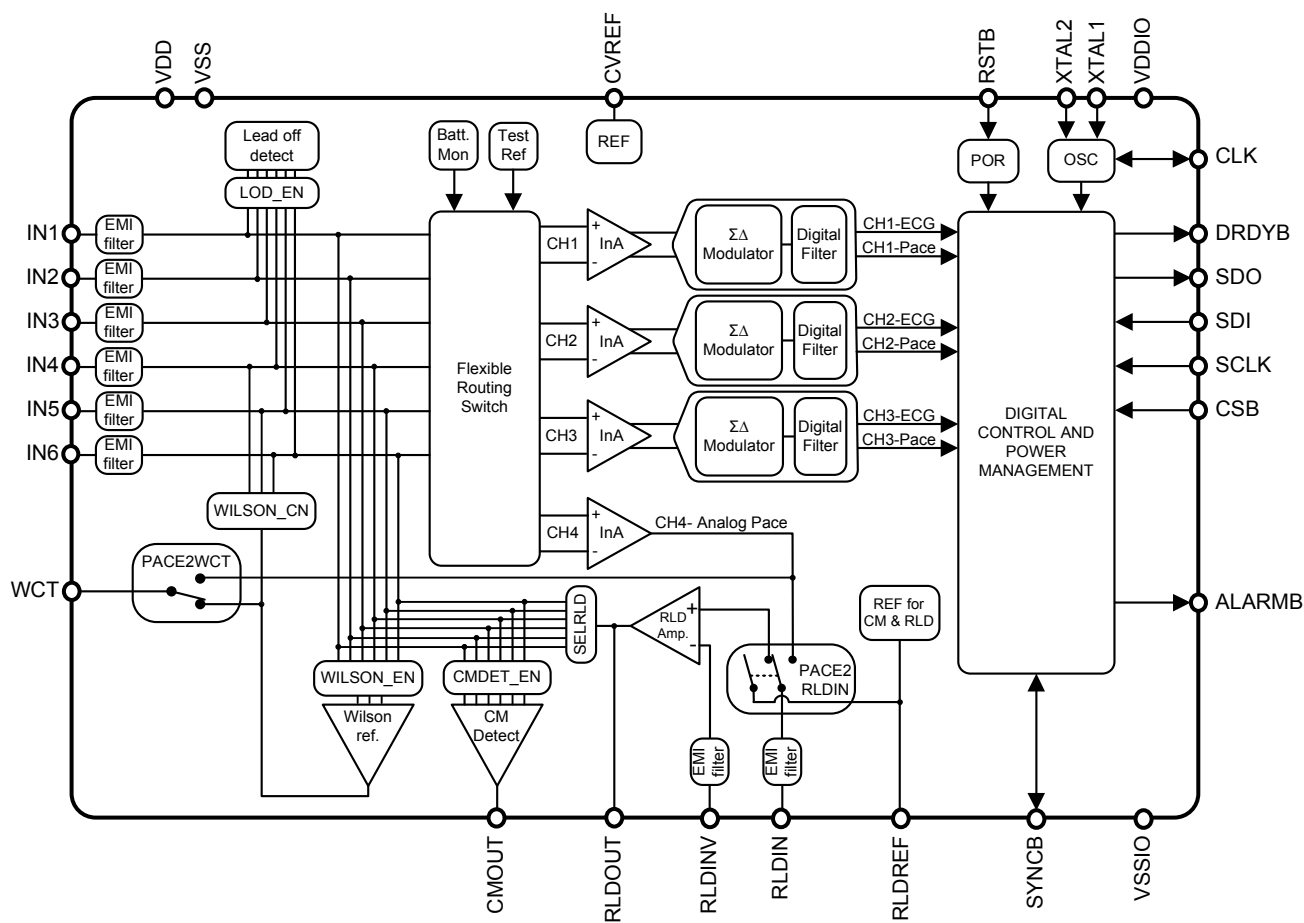 VDD
VSS
CVREF
RSTB
XTAL2
XTAL1
VDDIO
Lead off
detect
LOD_EN
Batt.
Mon
Test
Ref
REF
POR
OSC
CLK
IN1
EMI
filter
IN2
EMI
filter
IN3
EMI
filter
IN4
EMI
filter
IN5
EMI
filter
IN6
EMI
filter
Flexible
Routing
Switch
CH1
+
-
InA
ΣΔ
Modulator
Digital
Filter
CH1-ECG
CH1-Pace
CH2
+
-
InA
ΣΔ
Modulator
Digital
Filter
CH2-ECG
CH2-Pace
CH3
+
-
InA
ΣΔ
Modulator
Digital
Filter
CH3-ECG
CH3-Pace
CH4
+
-
InA
CH4- Analog Pace
DIGITAL
CONTROL AND
POWER
MANAGEMENT
DRDYB
SDO
SDI
SCLK
CSB
ALARMB
WILSON_CN
PACE2WCT
WCT
SELRLD
RLD
Amp.
+
-
REF for
CM & RLD
PACE2
RLDIN
WILSON_EN
CMDET_EN
Wilson
ref.
CM
Detect
EMI
filter
EMI
filter
CMOUT
RLDOUT
RLDINV
RLDIN
RLDREF
SYNCB
VSSIO